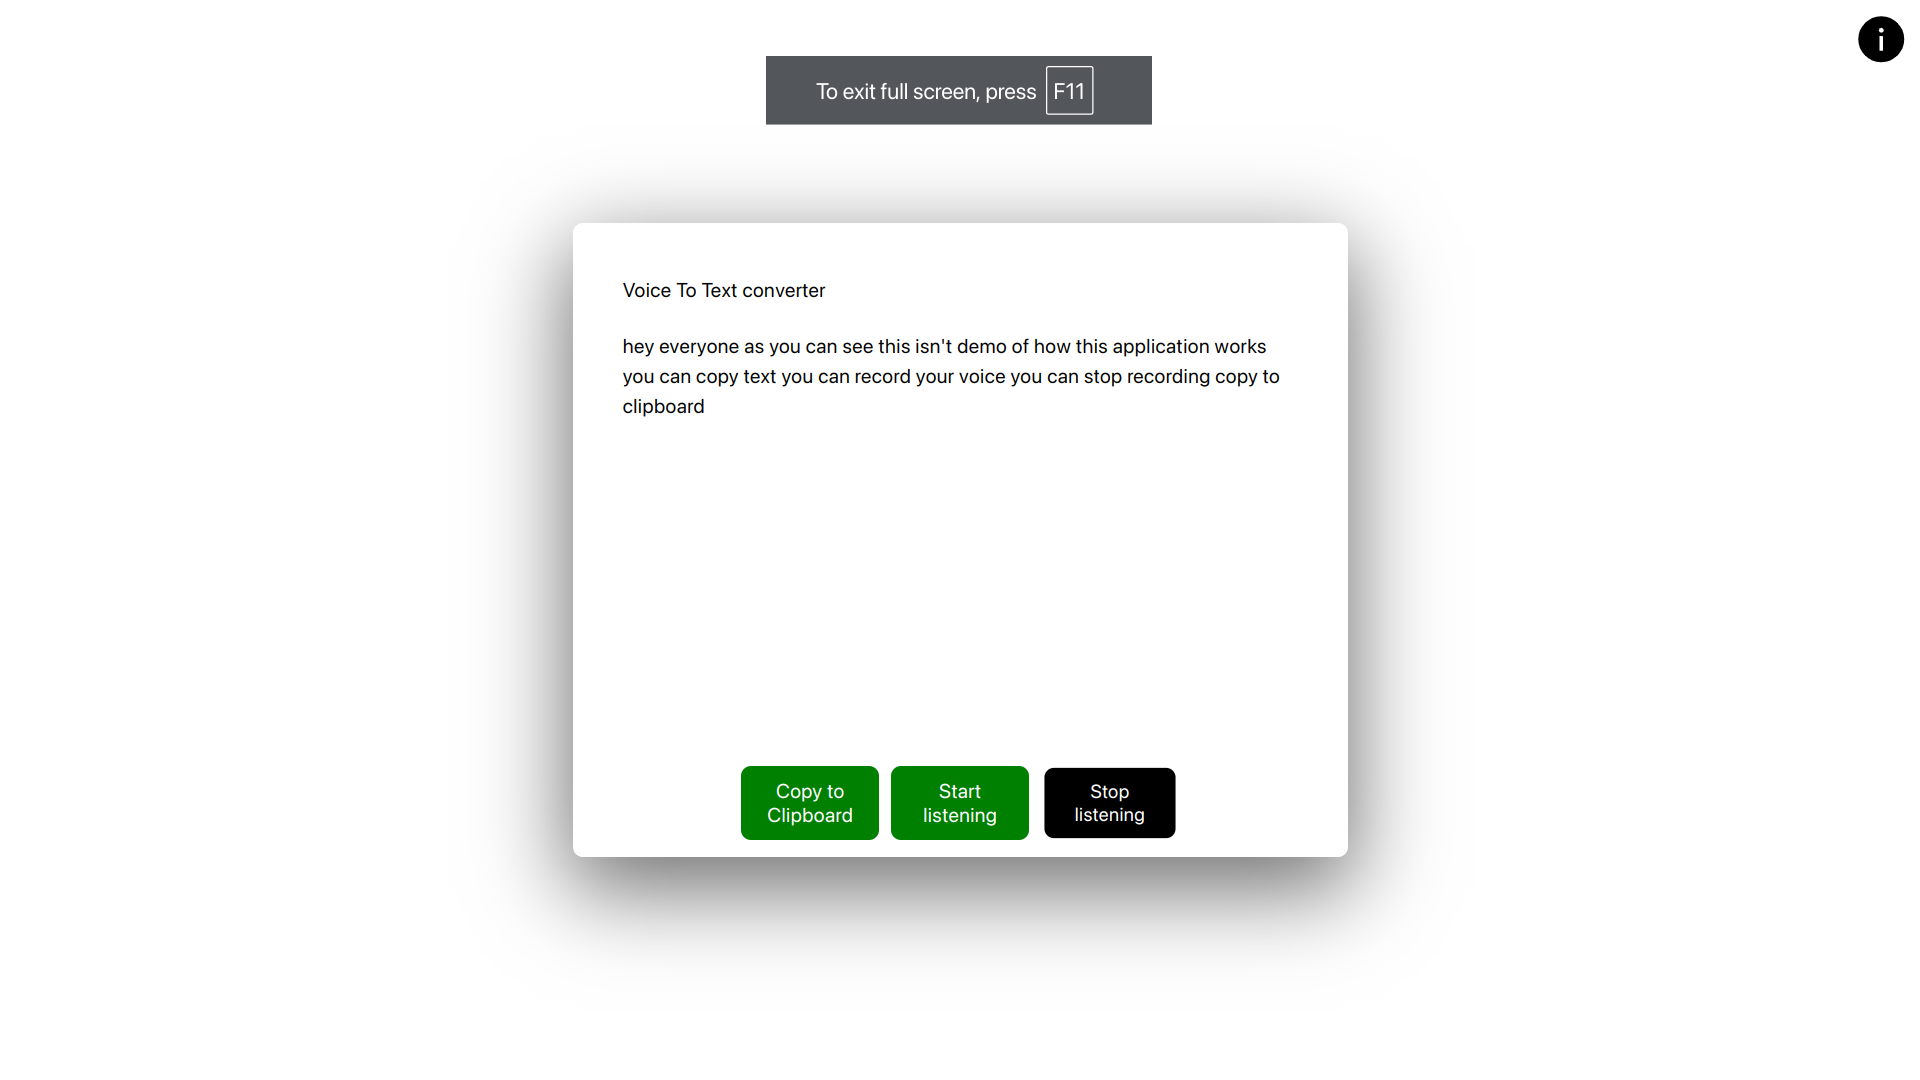 i
To exit full screen, press F11
Voice To Text converter
hey everyone as you can see this isn't demo of how this application works
you can copy text you can record your voice you can stop recording copy to
clipboard
Copy to
Clipboard
Start
listening
Stop
listening